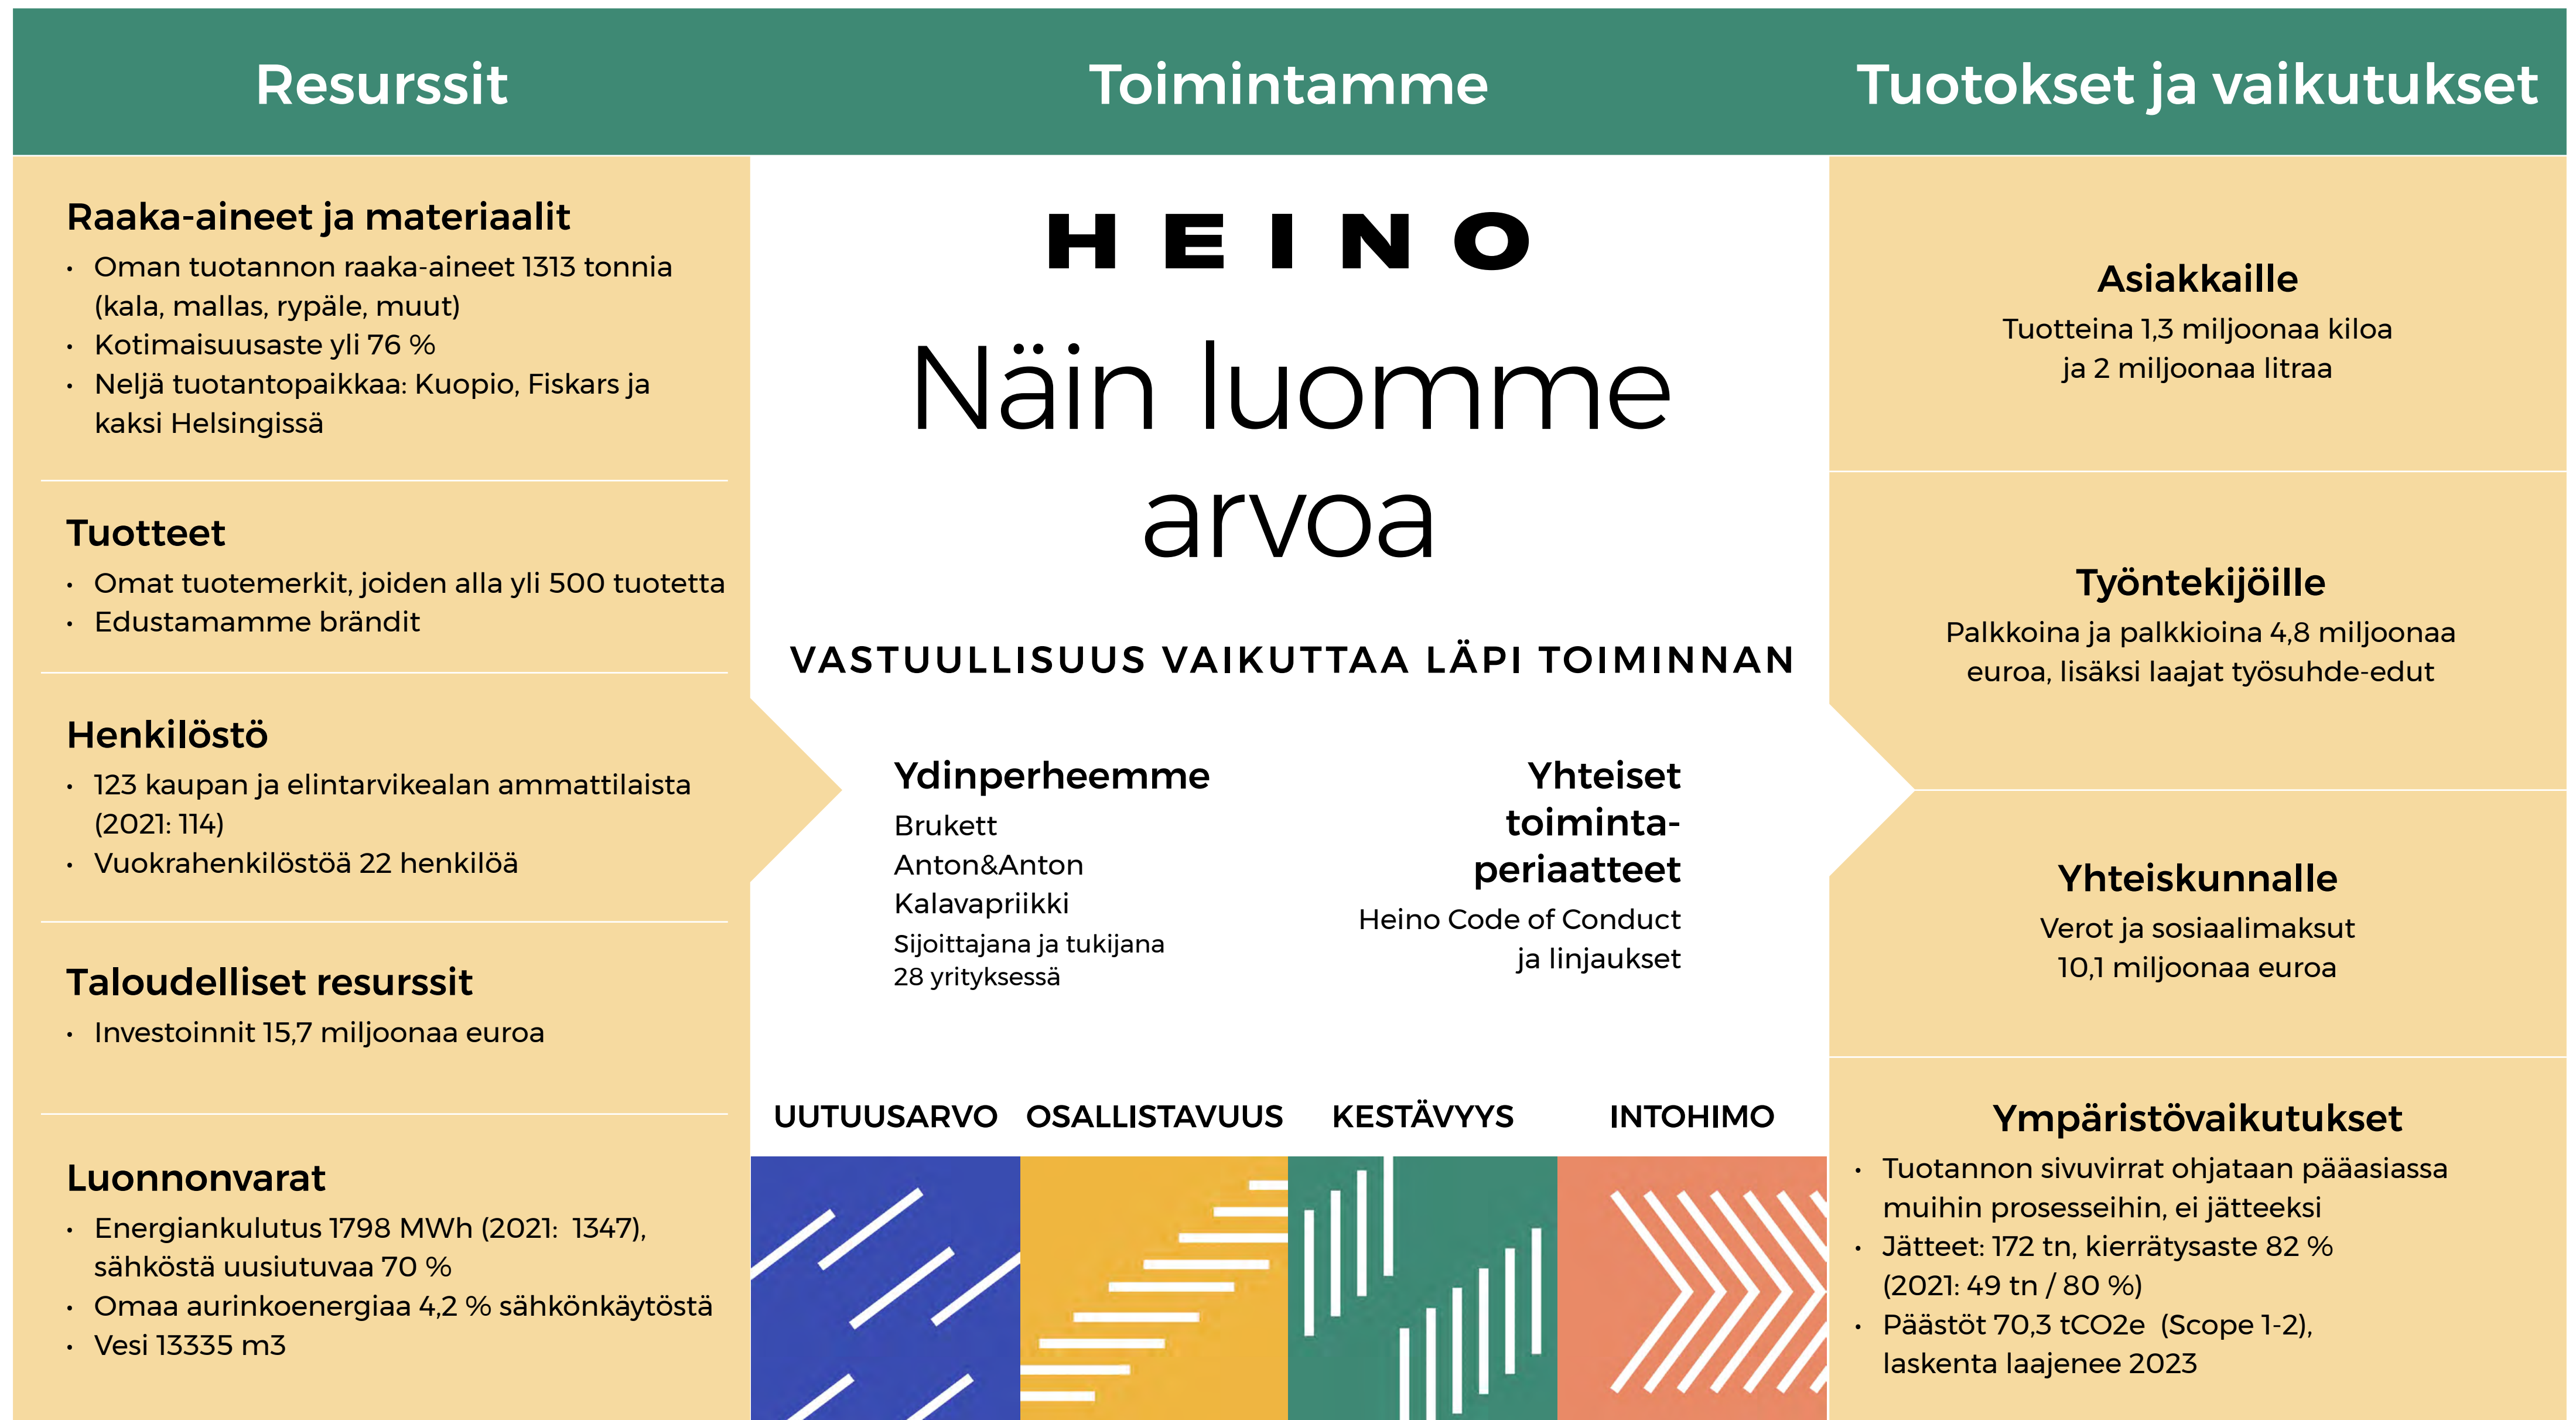 Resurssit
Toimintamme
Tuotokset ja vaikutukset
Raaka-aineet ja materiaalit
• Oman tuotannon raaka-aineet 1313 tonnia
(kala, mallas, rypäle, muut)
• Kotimaisuusaste yli 76 %
• Neljä tuotantopaikkaa: Kuopio, Fiskars ja
kaksi Helsingissä
Tuotteet
• Omat tuotemerkit, joiden alla yli 500 tuotetta
• Edustamamme brändit
Henkilöstö
• 123 kaupan ja elintarvikealan ammattilaista
(2021: 114)
• Vuokrahenkilöstöä 22 henkilöä
Taloudelliset resurssit
• Investoinnit 15,7 miljoonaa euroa
Luonnonvarat
• Energiankulutus 1798 MWh (2021:  1347),
sähköstä uusiutuvaa 70 %
• Omaa aurinkoenergiaa 4,2 % sähkönkäytöstä
• Vesi 13335 m3
HEINO
Näin luomme
arvoa
VASTUULLISUUS VAIKUTTAA LÄPI TOIMINNAN
Ydinperheemme
Brukett
Anton&Anton
Kalavapriikki
Sijoittajana ja tukijana
28 yrityksessä
Yhteiset
toiminta-
periaatteet
Heino Code of Conduct
ja linjaukset
UUTUUSARVO
OSALLISTAVUUS
KESTÄVYYS
INTOHIMO
Asiakkaille
Tuotteina 1,3 miljoonaa kiloa
ja 2 miljoonaa litraa
Työntekijöille
Palkkoina ja palkkioina 4,8 miljoonaa
euroa, lisäksi laajat työsuhde-edut
Yhteiskunnalle
Verot ja sosiaalimaksut
10,1 miljoonaa euroa
Ympäristövaikutukset
• Tuotannon sivuvirrat ohjataan pääasiassa
muihin prosesseihin, ei jätteeksi
• Jätteet: 172 tn, kierrätysaste 82 %
(2021: 49 tn / 80 %)
• Päästöt 70,3 tCO2e  (Scope 1-2),
laskenta laajenee 2023